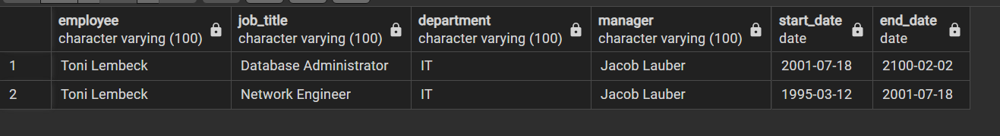 employee job_title department manager start_date end_date
character varying (100) character varying (100) character varying (100) character varying (100) date date
1 Toni Lembeck Database Administrator IT Jacob Lauber 2001-07-18 2100-02-02
2 Toni Lembeck Network Engineer IT Jacob Lauber 1995-03-12 2001-07-18